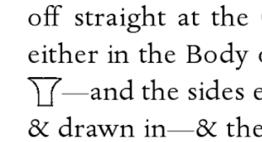 off straight at the
either in the Body
—and the sides
& drawn in—& the